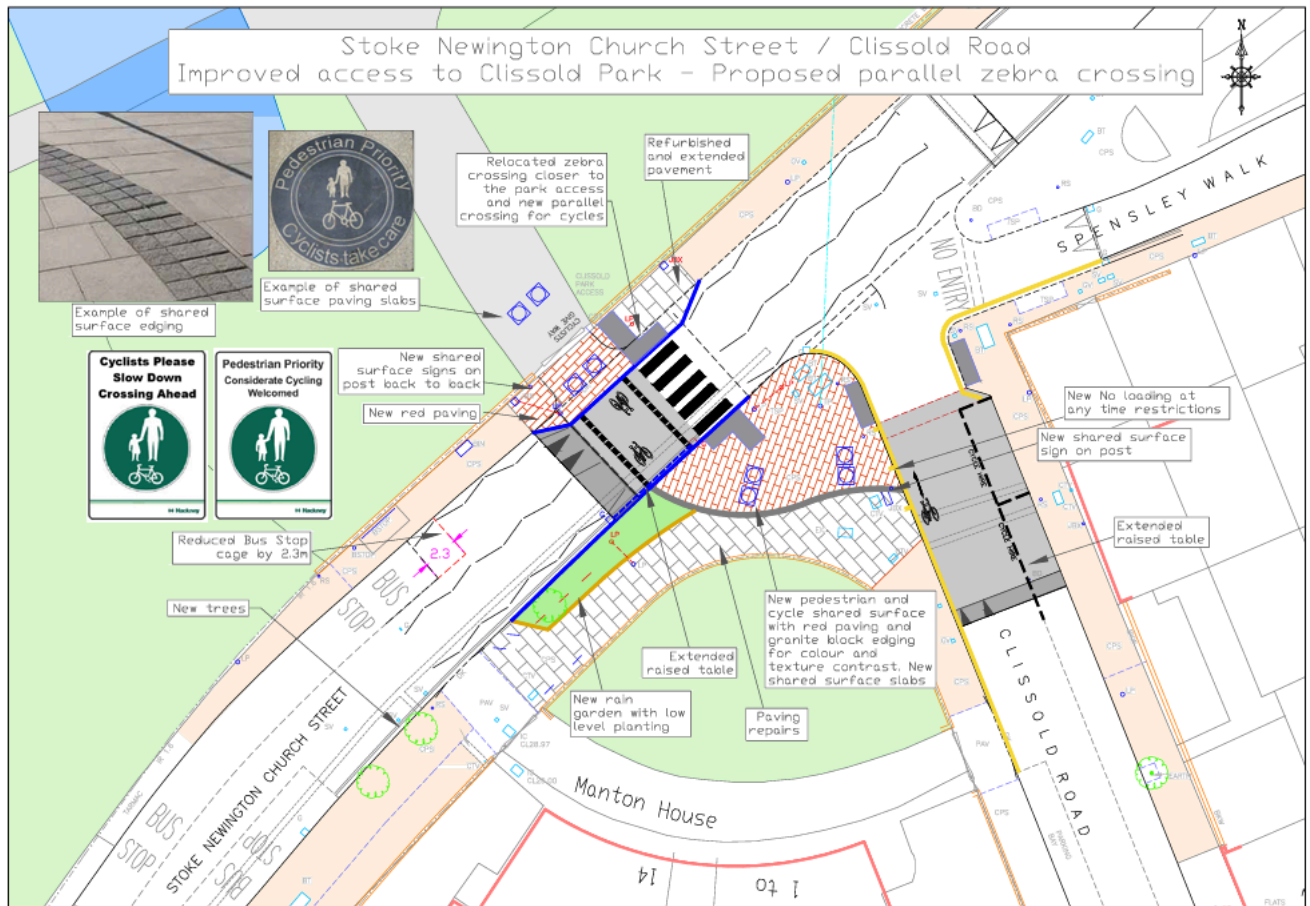 Stoke Newington Church Street / Clissold Road
Improved access to Clissold Park - Proposed parallel zebra crossing
N
Pedestrian Priority
Cyclists take care
Example of shared
surface edging
Example of shared
surface paving slabs
Relocated zebra
crossing closer to
the park access
and new parallel
crossing for cycles
Refurbished
and extended
pavement
CLISSOLD
PARK
ACCESS
CYCLISTS
GIVE WAY
Cyclists Please
Slow Down
Crossing Ahead
Hackney
Pedestrian Priority
Considerate Cycling
Welcomed
Hackney
New shared
surface signs on
post back to back
New red paving
Reduced Bus Stop
cage by 2.3m
2.3
New trees
BUS
STOP
BUS
STOP
STOKE NEWINGTON CHURCH STREET
SPENSLEY WALK
NO ENTRY
New No loading at
any time restrictions
New shared surface
sign on post
Extended
raised table
New pedestrian and
cycle shared surface
with red paving and
granite block edging
for colour and
texture contrast. New
shared surface slabs
Extended
raised table
New rain
garden with low
level planting
Paving
repairs
CLISSOLD ROAD
PARKING
BAY
Manton House
1 to
14
TARMAC
FLATS